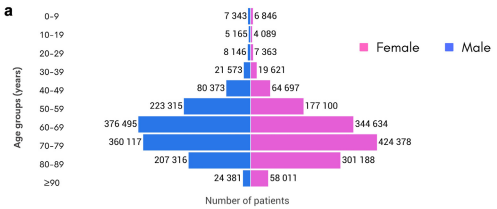 a
0–9 7 343 6 846
10–19 5 165 4 089
20–29 8 146 7 363
30–39 21 573 19 621
40–49 80 373 64 697
50–59 223 315 177 100
60–69 376 495 344 634
70–79 360 117 424 378
80–89 207 316 301 188
≥90 24 381 58 011
Age groups (years)
Number of patients
Female Male